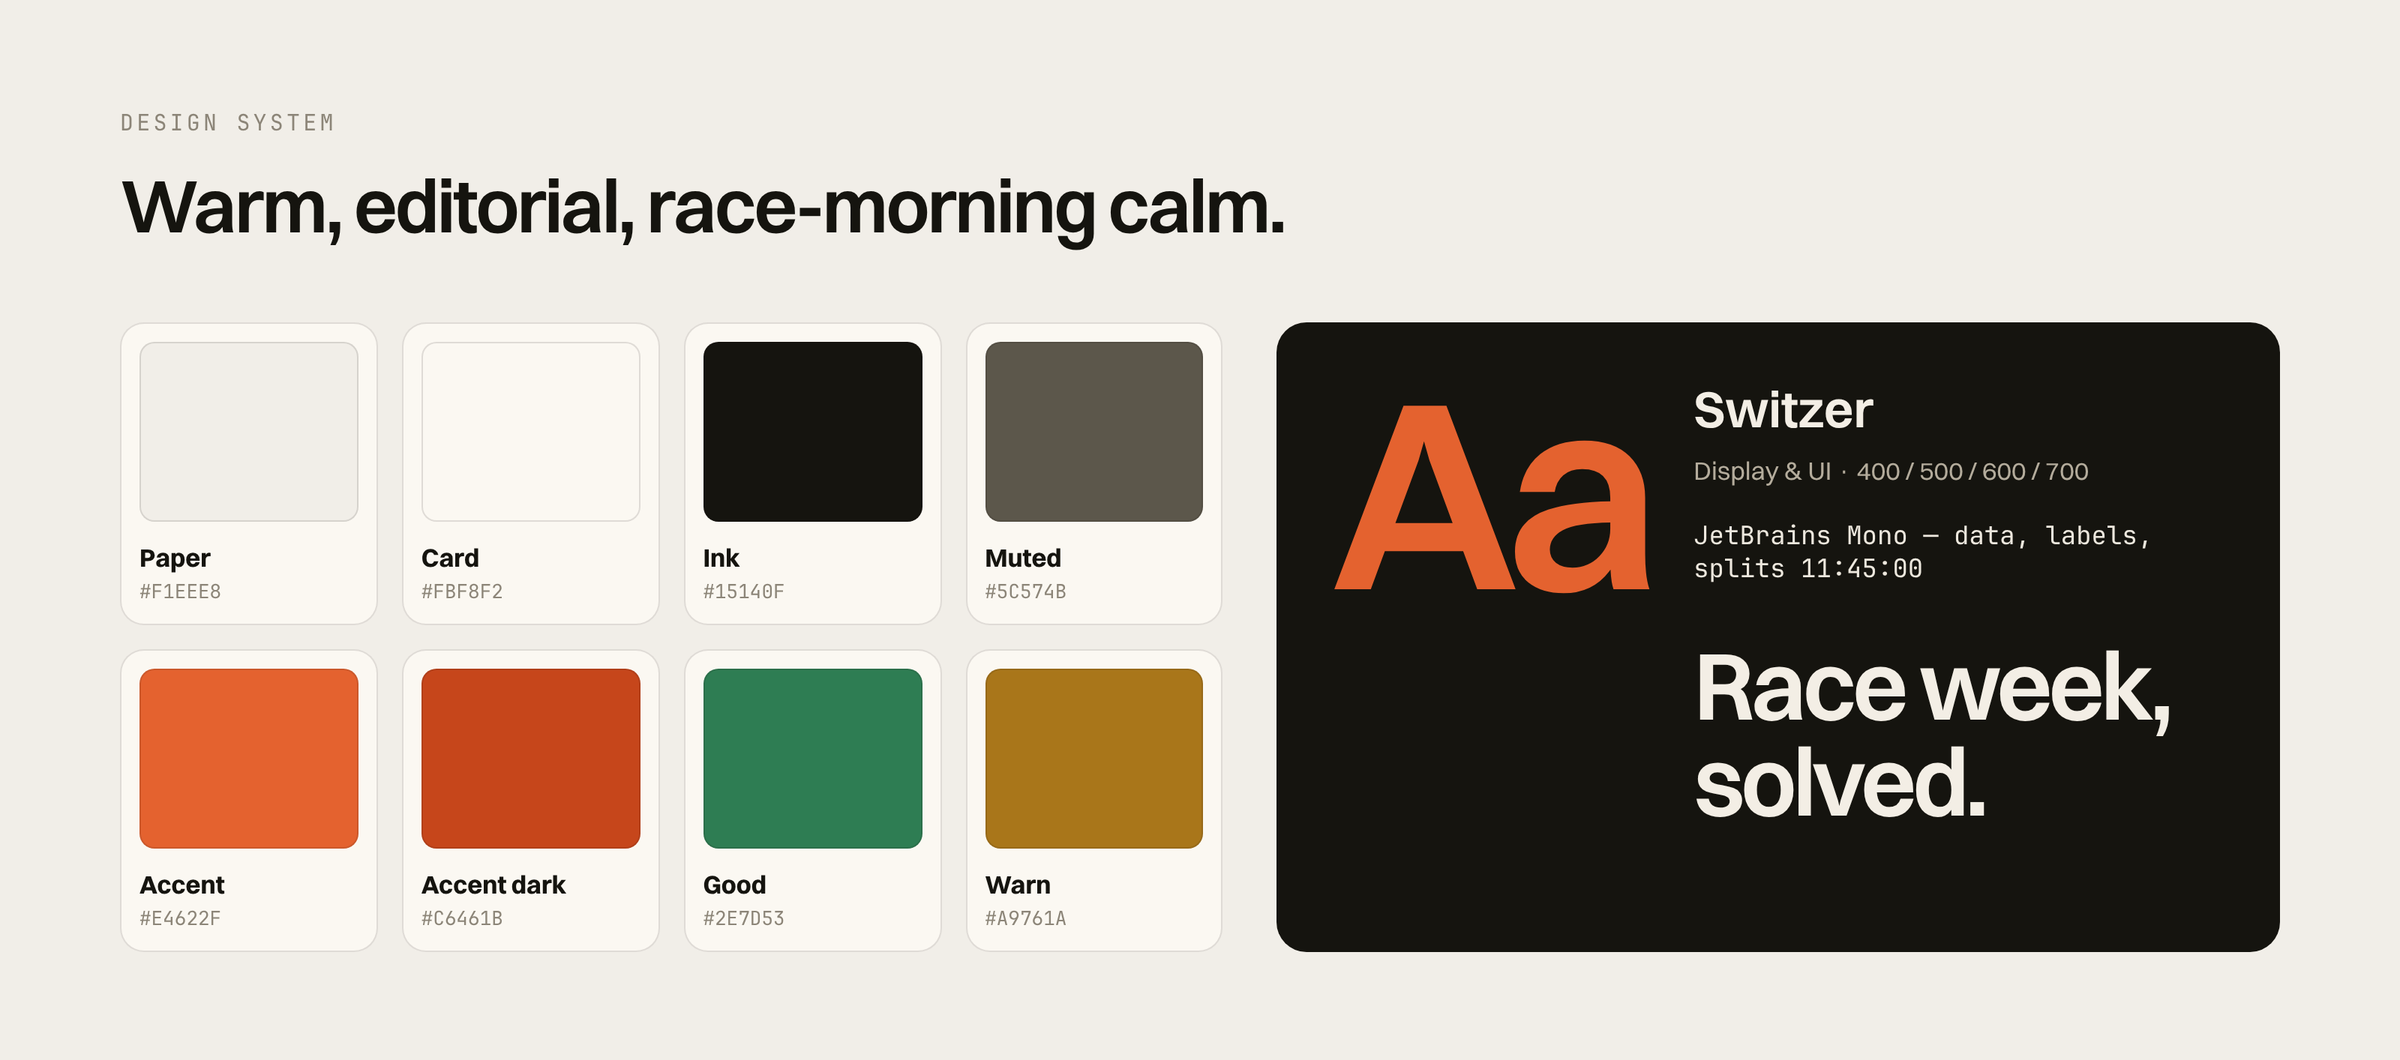 DESIGN SYSTEM
Warm, editorial, race-morning calm.
Paper
#F1EEE8
Card
#FBF8F2
Ink
#15140F
Muted
#5C574B
Accent
#E4622F
Accent dark
#C6461B
Good
#2E7D53
Warn
#A9761A
Aa
Switzer
Display & UI · 400 / 500 / 600 / 700
JetBrains Mono — data, labels,
splits 11:45:00
Race week,
solved.